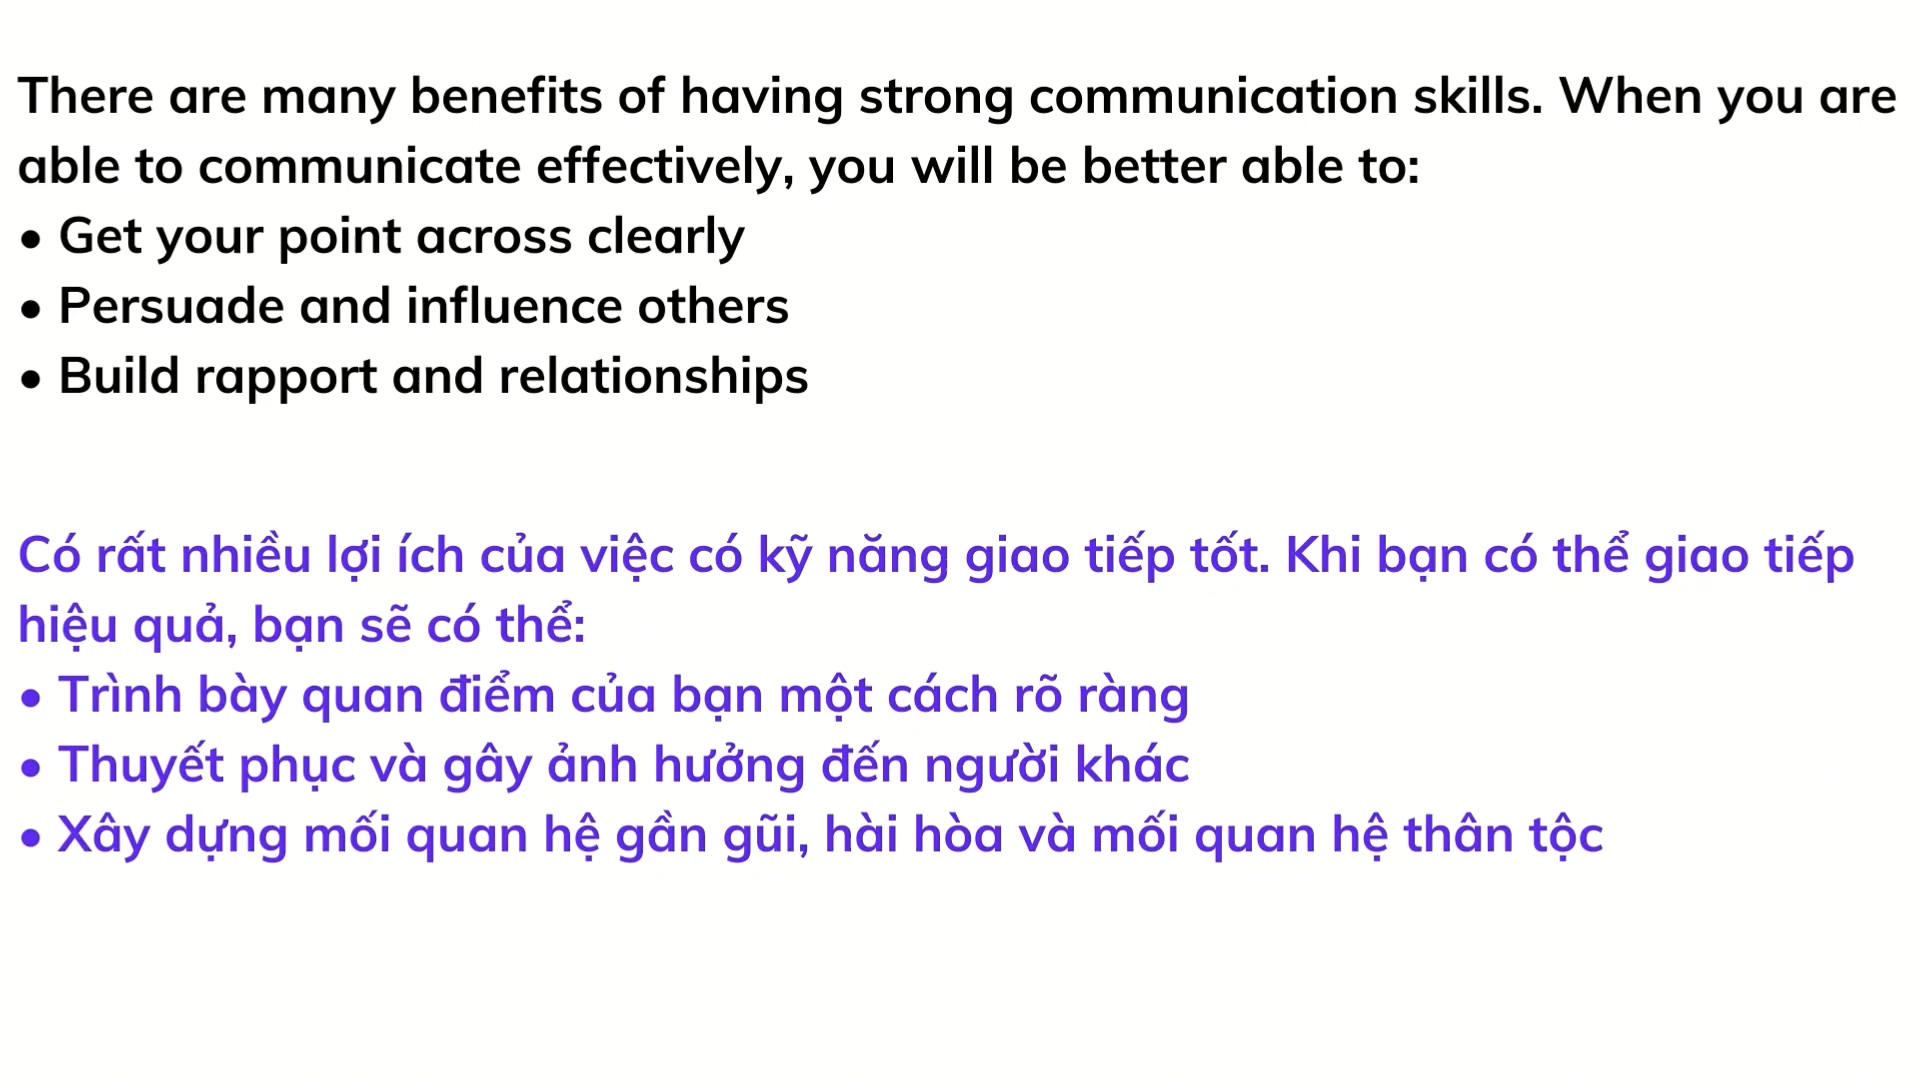 There are many benefits of having strong communication skills. When you are
able to communicate effectively, you will be better able to:
• Get your point across clearly
• Persuade and influence others
• Build rapport and relationships
Có rất nhiều lợi ích của việc có kỹ năng giao tiếp tốt. Khi bạn có thể giao tiếp
hiệu quả, bạn sẽ có thể:
• Trình bày quan điểm của bạn một cách rõ ràng
• Thuyết phục và gây ảnh hưởng đến người khác
• Xây dựng mối quan hệ gần gũi, hài hòa và mối quan hệ thân tộc